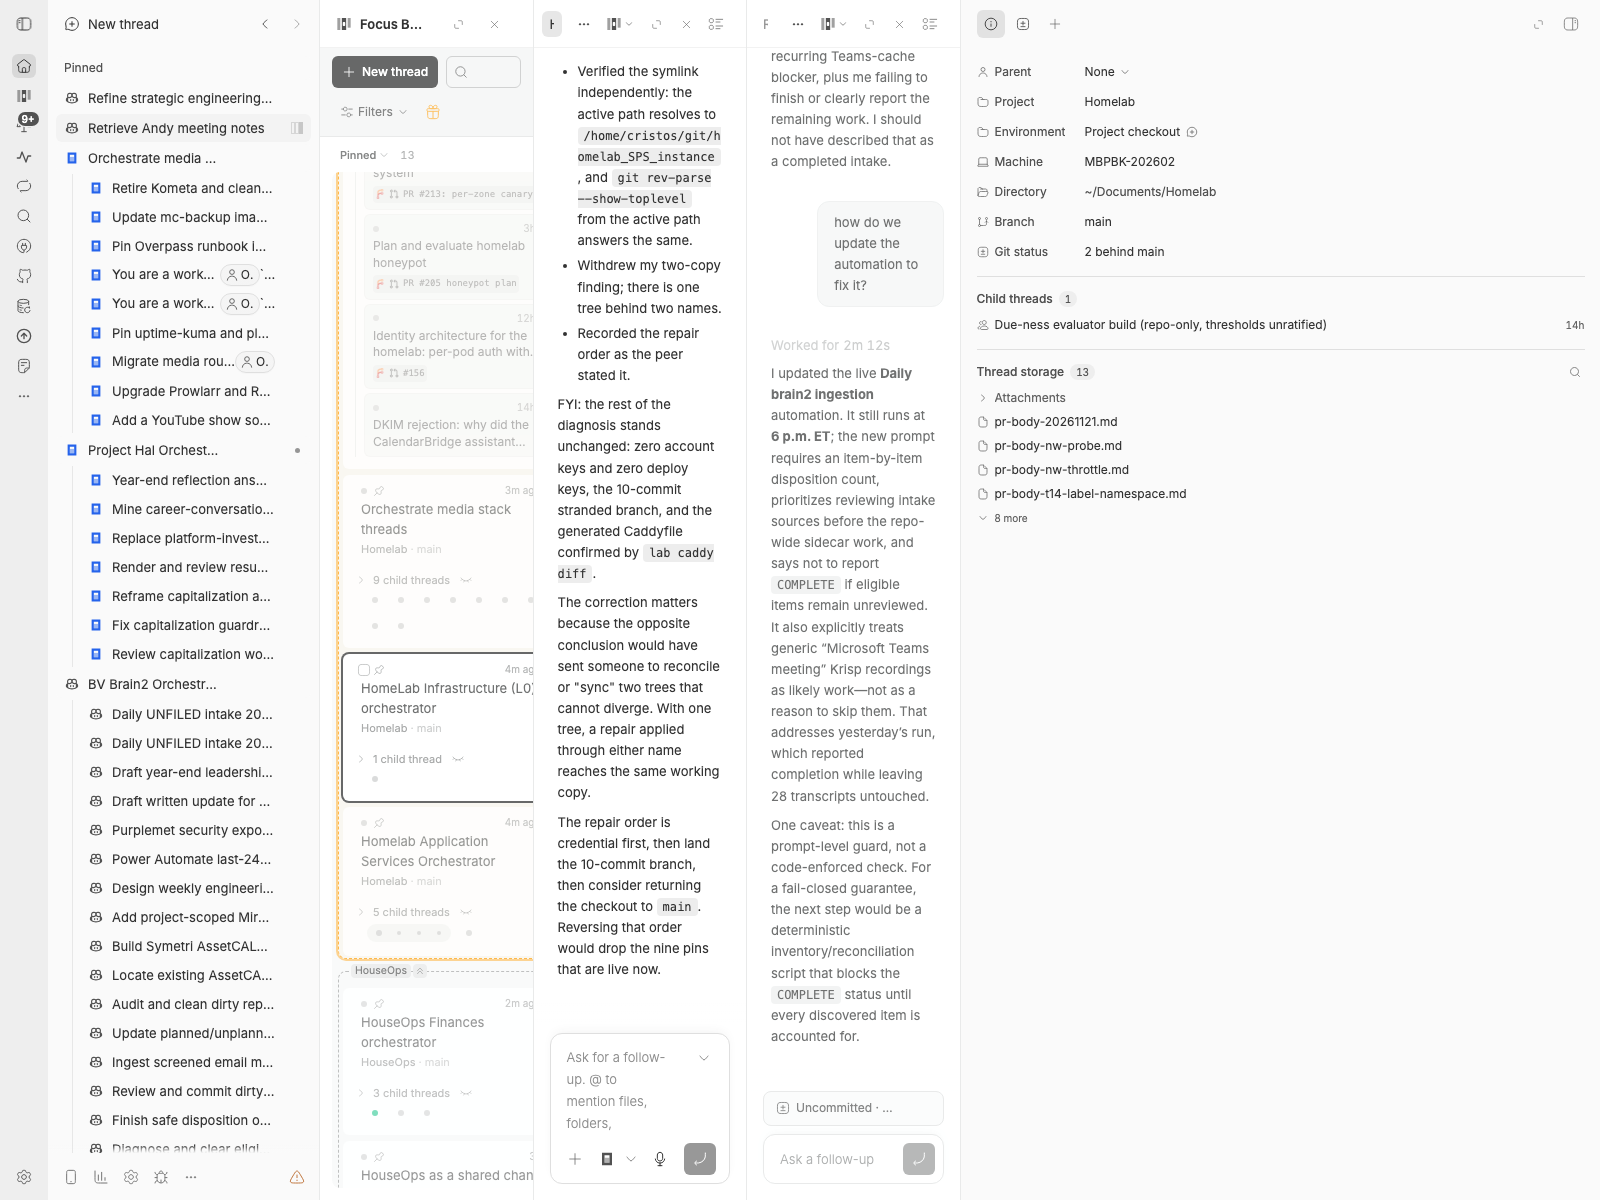 New thread
Pinned
Refine strategic engineering...
9+
Retrieve Andy meeting notes
Orchestrate media ...
Retire Kometa and clean...
Update mc-backup ima...
Pin Overpass runbook i...
You are a work... O. `...
You are a work... O. `...
Pin uptime-kuma and pl...
Migrate media rou... O.
Upgrade Prowlarr and R...
Add a YouTube show so...
Project Hal Orchest...
Year-end reflection ans...
Mine career-conversatio...
Replace platform-invest...
Render and review resu...
Reframe capitalization a...
Fix capitalization guardr...
Review capitalization wo...
BV Brain2 Orchestr...
Daily UNFILED intake 20...
Daily UNFILED intake 20...
Draft year-end leadershi...
Draft written update for ...
Purplemet security expo...
Power Automate last-24...
Design weekly engineeri...
Add project-scoped Mir...
Build Symetri AssetCAL...
Locate existing AssetCA...
Audit and clean dirty rep...
Update planned/unplann...
Ingest screened email m...
Review and commit dirty...
Finish safe disposition o...
Diagnose and clear eligi...
Focus B...
New thread
Filters
Pinned 13
system
PR #213: per-zone canary
3h
Plan and evaluate homelab
honeypot
PR #205 honeypot plan
12h
Identity architecture for the
homelab: per-pod auth with...
#156
14h
DKIM rejection: why did the
CalendarBridge assistant...
3m ag
Orchestrate media stack
threads
Homelab · main
9 child threads
4m ag
HomeLab Infrastructure (L0)
orchestrator
Homelab · main
1 child thread
4m ag
Homelab Application
Services Orchestrator
Homelab · main
5 child threads
HouseOps
2m ag
HouseOps Finances
orchestrator
HouseOps · main
3 child threads
HouseOps as a shared chan
• Verified the symlink
independently: the
active path resolves to
/home/cristos/git/h
omelab_SPS_instance
, and git rev-parse
--show-toplevel
from the active path
answers the same.
• Withdrew my two-copy
finding; there is one
tree behind two names.
• Recorded the repair
order as the peer
stated it.
FYI: the rest of the
diagnosis stands
unchanged: zero account
keys and zero deploy
keys, the 10-commit
stranded branch, and the
generated Caddyfile
confirmed by lab caddy
diff .
The correction matters
because the opposite
conclusion would have
sent someone to reconcile
or "sync" two trees that
cannot diverge. With one
tree, a repair applied
through either name
reaches the same working
copy.
The repair order is
credential first, then land
the 10-commit branch,
then consider returning
the checkout to main .
Reversing that order
would drop the nine pins
that are live now.
Ask for a follow-
up. @ to
mention files,
folders,
recurring Teams-cache
blocker, plus me failing to
finish or clearly report the
remaining work. I should
not have described that as
a completed intake.
how do we
update the
automation to
fix it?
Worked for 2m 12s
I updated the live Daily
brain2 ingestion
automation. It still runs at
6 p.m. ET; the new prompt
requires an item-by-item
disposition count,
prioritizes reviewing intake
sources before the repo-
wide sidecar work, and
says not to report
COMPLETE if eligible
items remain unreviewed.
It also explicitly treats
generic “Microsoft Teams
meeting” Krisp recordings
as likely work—not as a
reason to skip them. That
addresses yesterday’s run,
which reported
completion while leaving
28 transcripts untouched.
One caveat: this is a
prompt-level guard, not a
code-enforced check. For
a fail-closed guarantee,
the next step would be a
deterministic
inventory/reconciliation
script that blocks the
COMPLETE status until
every discovered item is
accounted for.
Uncommitted · ...
Ask a follow-up
Parent None
Project Homelab
Environment Project checkout
Machine MBPBK-202602
Directory ~/Documents/Homelab
Branch main
Git status 2 behind main
Child threads 1
Due-ness evaluator build (repo-only, thresholds unratified) 14h
Thread storage 13
Attachments
pr-body-20261121.md
pr-body-nw-probe.md
pr-body-nw-throttle.md
pr-body-t14-label-namespace.md
8 more